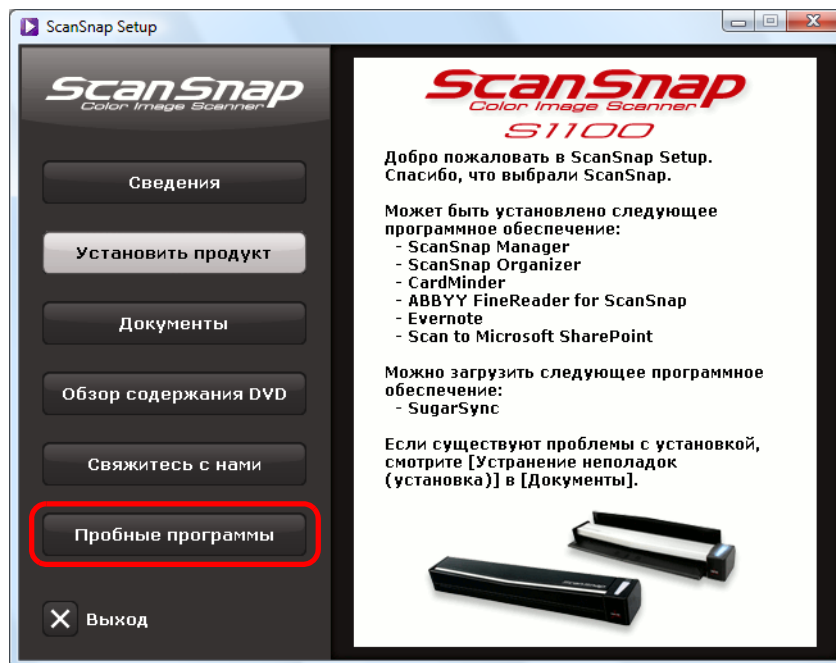 ScanSnap Setup
ScanSnap
Color Image Scanner
Сведения
Установить продукт
Документы
Обзор содержания DVD
Свяжитесь с нами
Пробные программы
Выход
ScanSnap
Color Image Scanner
S1100
Добро пожаловать в ScanSnap Setup.
Спасибо, что выбрали ScanSnap.
Может быть установлено следующее
программное обеспечение:
- ScanSnap Manager
- ScanSnap Organizer
- CardMinder
- ABBYY FineReader for ScanSnap
- Evernote
- Scan to Microsoft SharePoint
Можно загрузить следующее программное
обеспечение:
- SugarSync
Если существуют проблемы с установкой,
смотрите [Устранение неполадок
(установка)] в [Документы].
ScanSnap